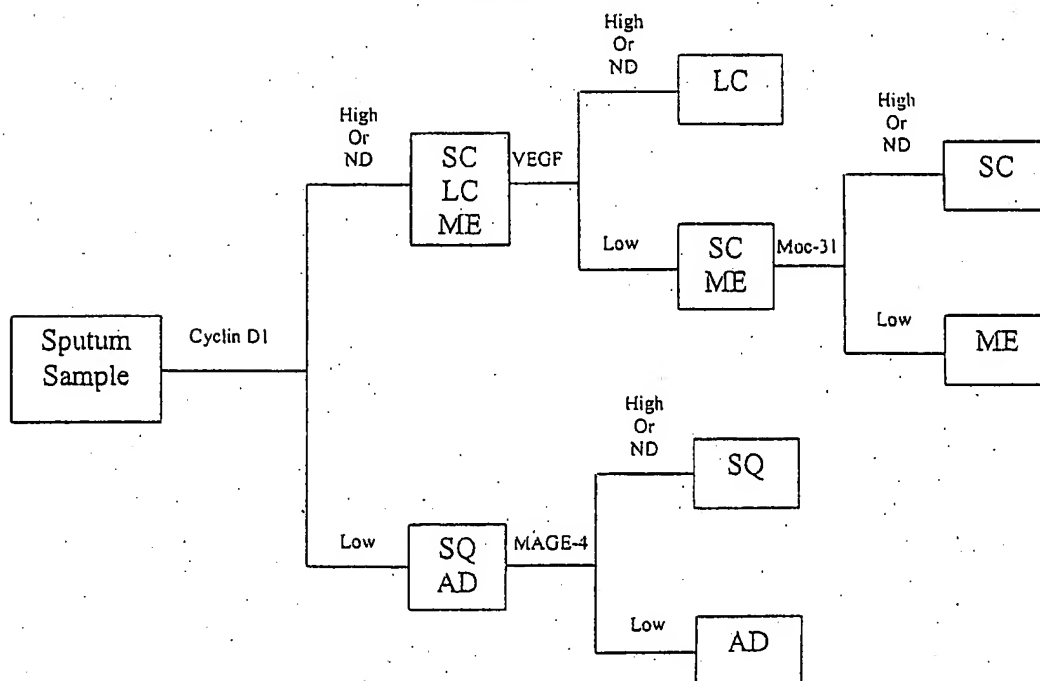 Sputum
Sample
Cyclin D1
High
Or
ND
SC
LC
ME
VEGF
High
Or
ND
LC
Low
SC
ME
Moc-31
High
Or
ND
SC
Low
ME
Low
SQ
AD
MAGE-4
High
Or
ND
SQ
Low
AD